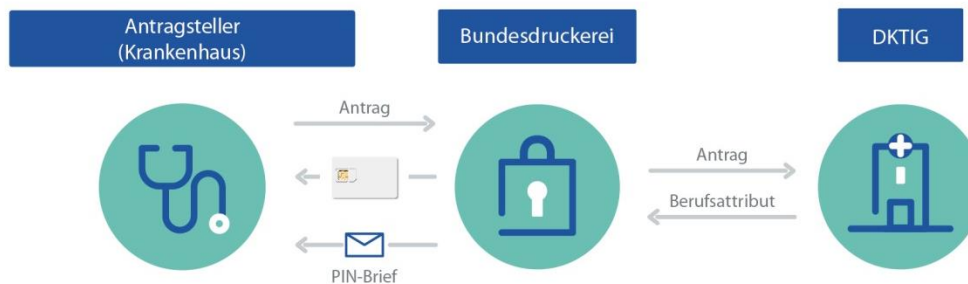 Antragsteller
(Krankenhaus)
Bundesdruckerei
DKTIG
Antrag
Antrag
Berufsattribut
PIN-Brief